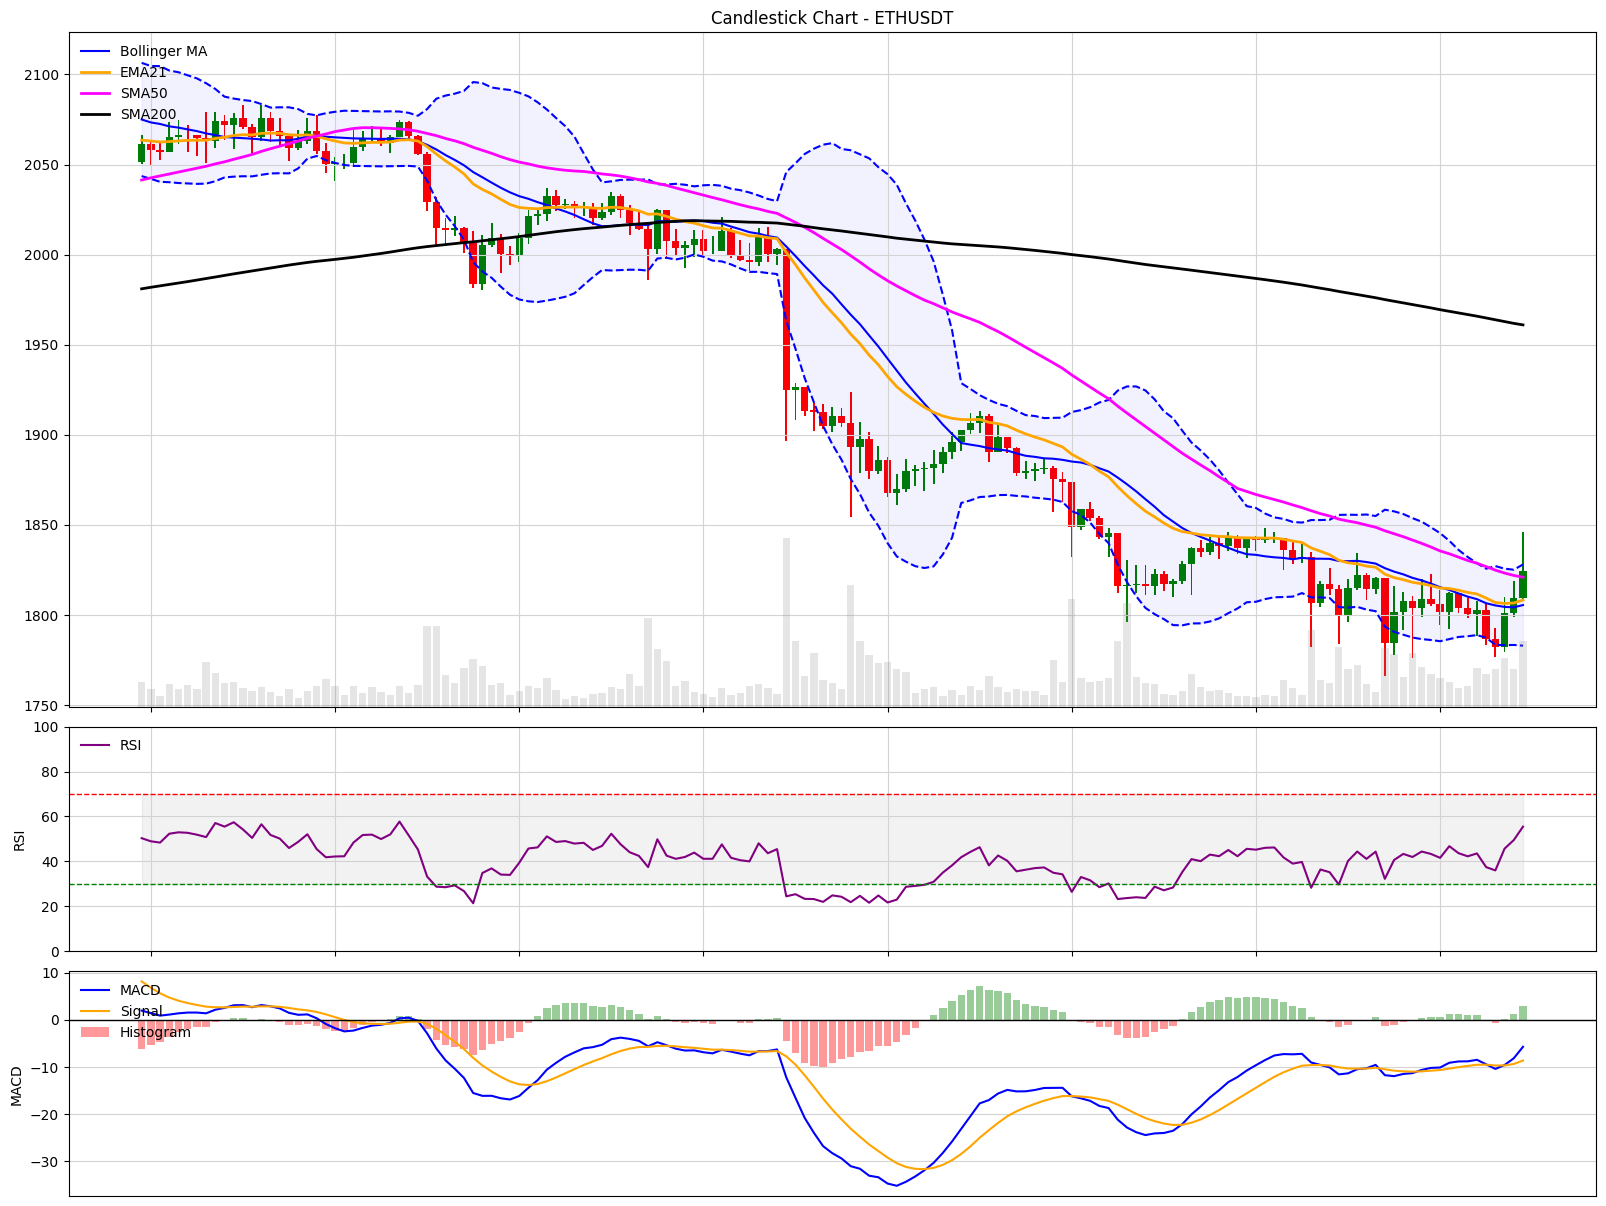 Candlestick Chart - ETHUSDT
Bollinger MA
EMA21
SMA50
SMA200
2100
2050
2000
1950
1900
1850
1800
1750
RSI
100
80
60
40
20
0
RSI
MACD
Signal
Histogram
10
0
−10
−20
−30
MACD